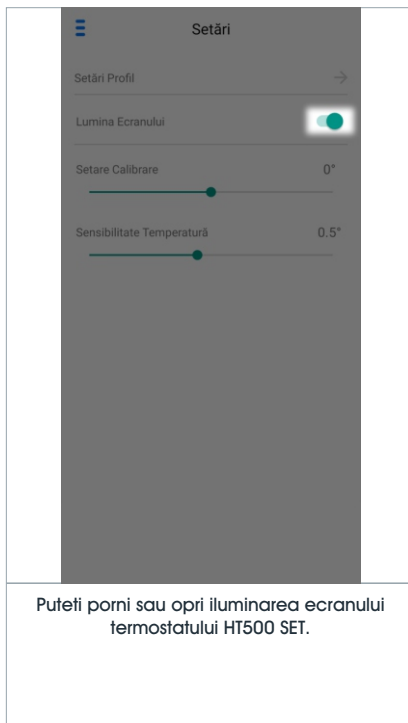 Setări
Setări Profil
Lumina Ecranului
Setare Calibrare 0°
Sensibilitate Temperatură 0.5°
Puteti porni sau opri iluminarea ecranului
termostatului HT500 SET.